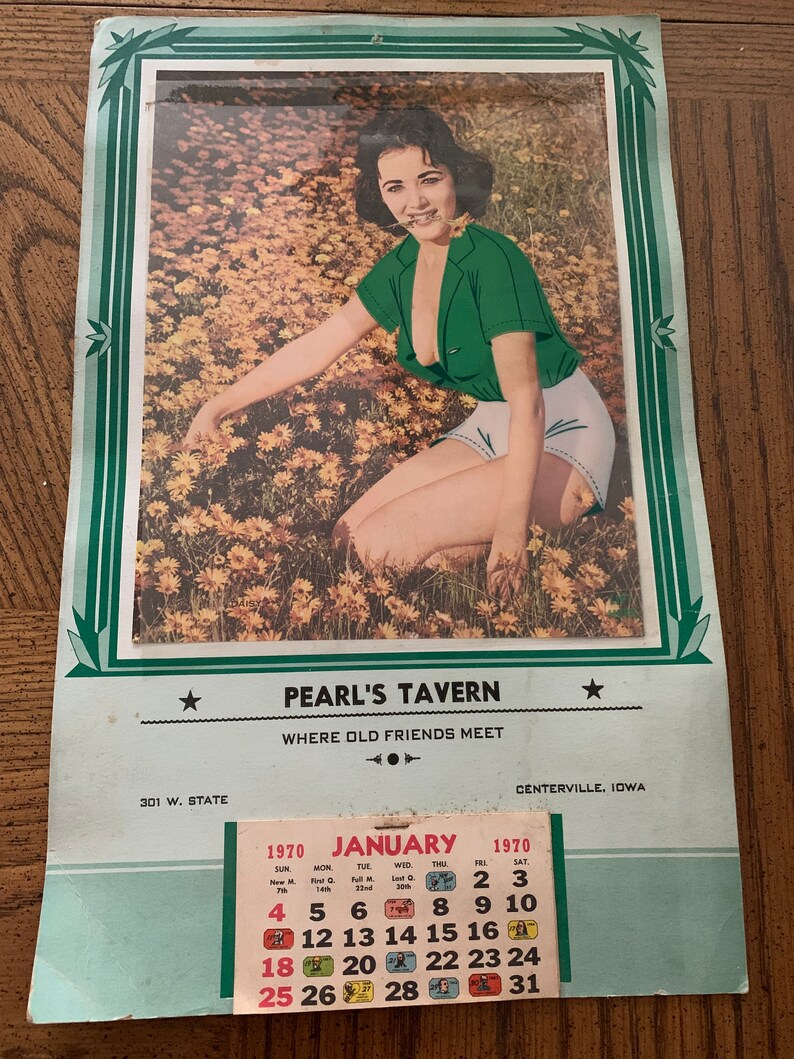 DAISY
PEARL'S TAVERN
WHERE OLD FRIENDS MEET
301 W. STATE
CENTERVILLE, IOWA
1970 JANUARY 1970
SUN. MON. TUE. WED. THU. FRI. SAT.
New M. 7th First Q. 14th Full M. 22nd Last Q. 30th 2 3
4 5 6 7 8 9 10
11 12 13 14 15 16 17
18 19 20 22 23 24
25 26 27 28 29 30 31